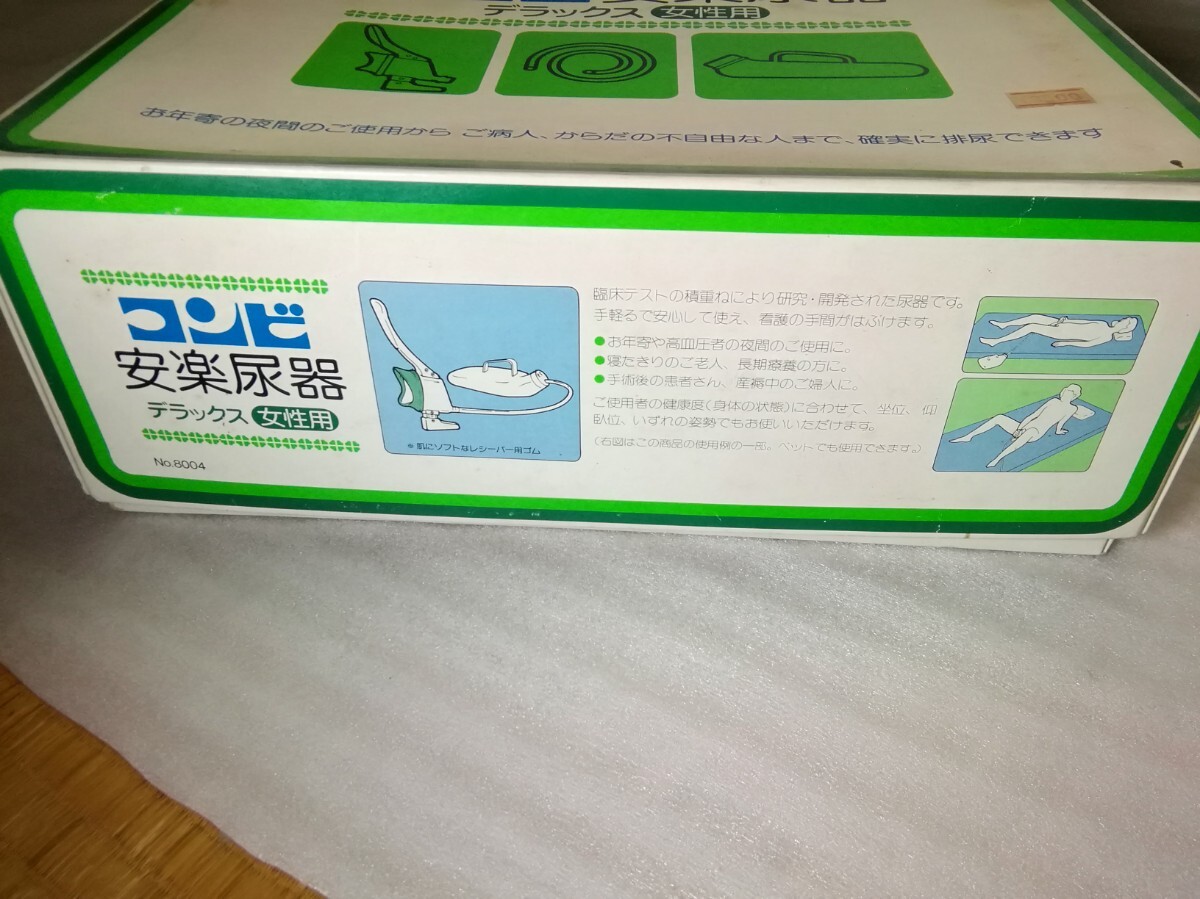 デラックス 女性用
お年寄の夜間のご使用から ご病人、からだの不自由な人まで、確実に排尿できます
コンビ
安楽尿器
デラックス 女性用
No.8004
※肌にソフトなレシーバー用ゴム
臨床テストの積重ねにより研究・開発された尿器です。
手軽るで安心して使え、看護の手間がはぶけます。
●お年寄や高血圧者の夜間のご使用に。
●寝たきりのご老人、長期療養の方に。
●手術後の患者さん、産褥中のご婦人に。
ご使用者の健康度(身体の状態)に合わせて、坐位、仰
臥位、いずれの姿勢でもお使いいただけます。
(右図はこの商品の使用例の一部。ベットでも使用できます。)